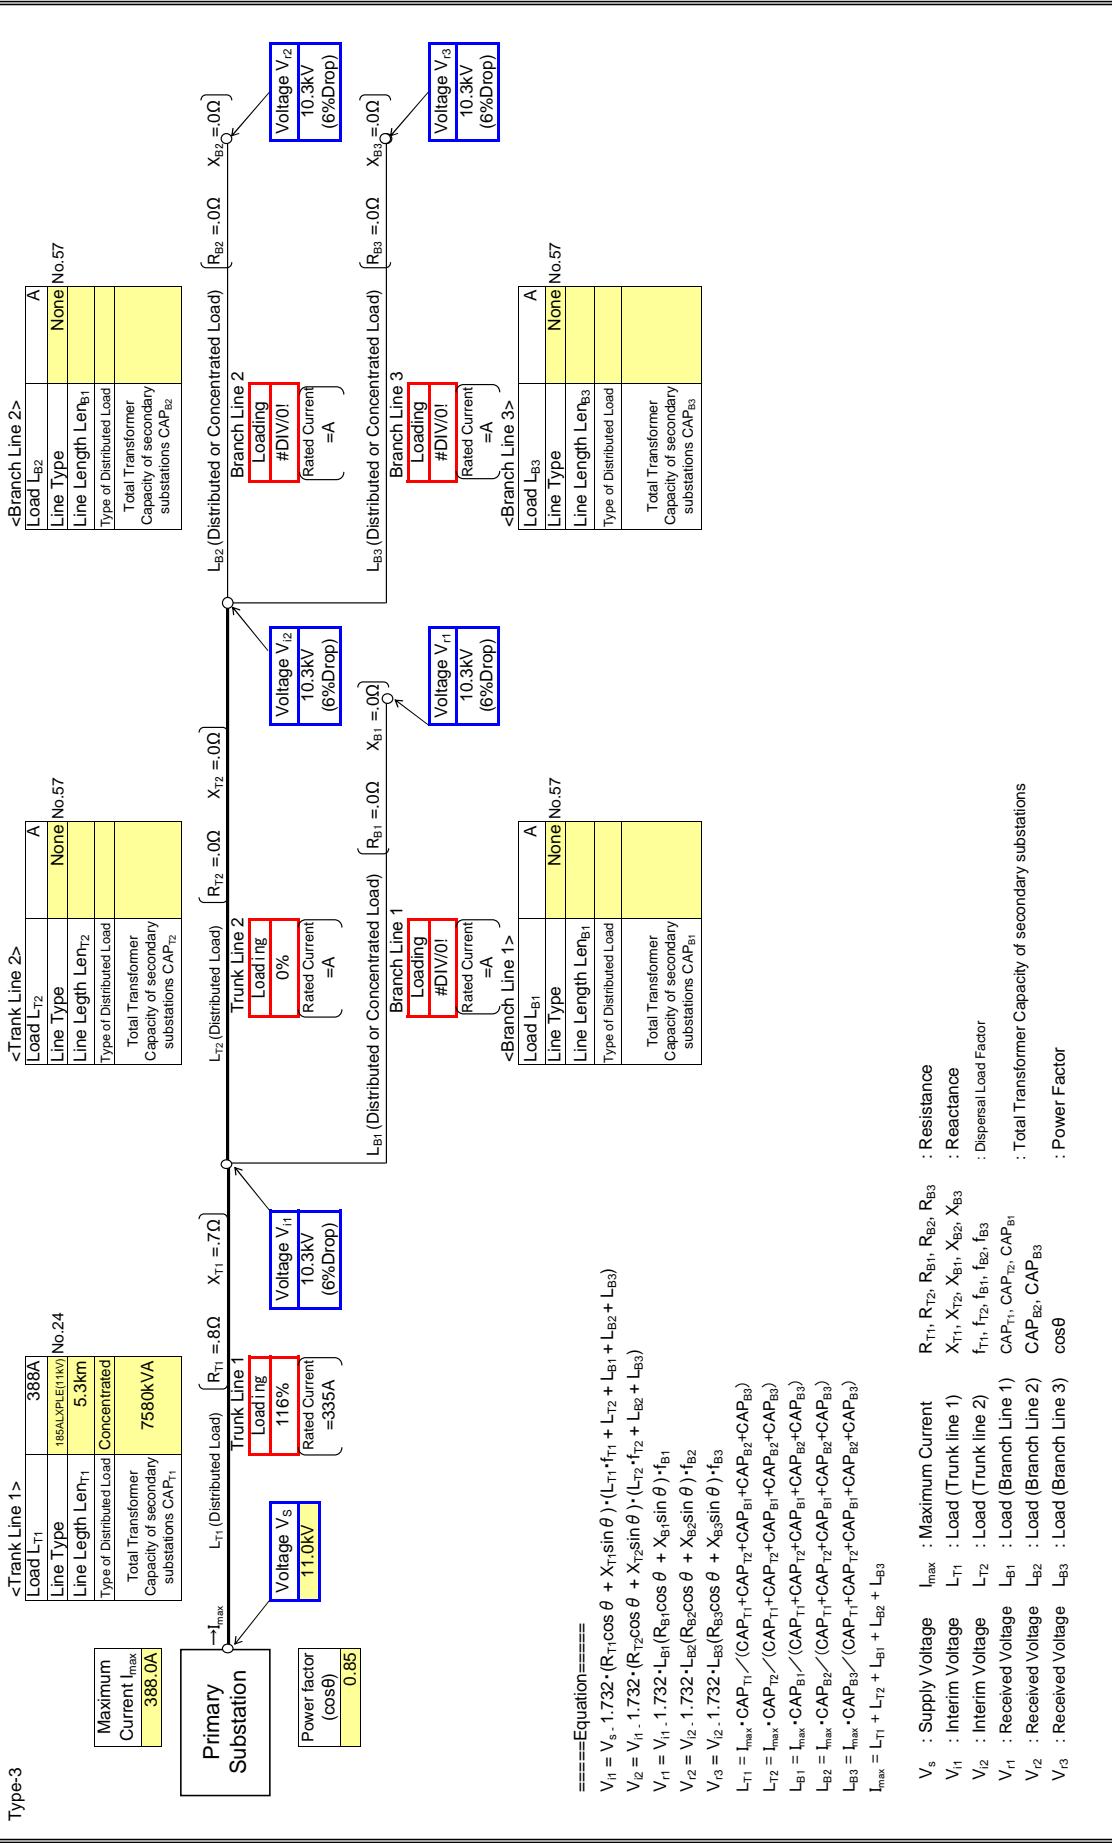 Type-3
Maximum
Current Imax
388.0A
Primary
Substation
Power factor
(cosθ)
0.85
→Imax
Voltage VS
11.0kV
<Trank Line 1>
Load LT1 388A
Line Type 185ALXPLE(11kV) No.24
Line Legth LenT1 5.3km
Type of Distributed Load Concentrated
Total Transformer
Capacity of secondary
substations CAPT1
7580kVA
LT1 (Distributed Load) RT1 =.8Ω XT1 =.7Ω
Trunk Line 1
Loading
116%
Rated Current
=335A
Voltage Vi1
10.3kV
(6%Drop)
<Trank Line 2>
Load LT2 A
Line Type None No.57
Line Length LenT2
Type of Distributed Load
Total Transformer
Capacity of secondary
substations CAPT2
LT2 (Distributed Load) RT2 =.0Ω XT2 =.0Ω
Trunk Line 2
Loading
0%
Rated Current
=A
Voltage Vi2
10.3kV
(6%Drop)
LB1 (Distributed or Concentrated Load) RB1 =.0Ω XB1 =.0Ω
Branch Line 1
Loading
#DIV/0!
Rated Current
=A
Voltage Vr1
10.3kV
(6%Drop)
<Branch Line 1>
Load LB1 A
Line Type None No.57
Line Length LenB1
Type of Distributed Load
Total Transformer
Capacity of secondary
substations CAPB1
<Branch Line 2>
Load LB2 A
Line Type None No.57
Line Length LenB1
Type of Distributed Load
Total Transformer
Capacity of secondary
substations CAPB2
LB2 (Distributed or Concentrated Load) RB2 =.0Ω XB2 =.0Ω
Branch Line 2
Loading
#DIV/0!
Rated Current
=A
Voltage Vr2
10.3kV
(6%Drop)
LB3 (Distributed or Concentrated Load) RB3 =.0Ω XB3 =.0Ω
Branch Line 3
Loading
#DIV/0!
Rated Current
=A
Voltage Vr3
10.3kV
(6%Drop)
<Branch Line 3>
Load LB3 A
Line Type None No.57
Line Length LenB3
Type of Distributed Load
Total Transformer
Capacity of secondary
substations CAPB3
=====Equation=====
Vi1 = Vs - 1.732・(RT1cosθ + XT1sinθ)・(LT1・fT1 + LT2 + LB1 + LB2 + LB3)
Vi2 = Vi1 - 1.732・(RT2cosθ + XT2sinθ)・(LT2・fT2 + LB2 + LB3)
Vr1 = Vi1 - 1.732・LB1(RB1cosθ + XB1sinθ)・fB1
Vr2 = Vi2 - 1.732・LB2(RB2cosθ + XB2sinθ)・fB2
Vr3 = Vi2 - 1.732・LB3(RB3cosθ + XB3sinθ)・fB3
LT1 = Imax・CAPT1／(CAPT1+CAPT2+CAPB1+CAPB2+CAPB3)
LT2 = Imax・CAPT2／(CAPT1+CAPT2+CAPB1+CAPB2+CAPB3)
LB1 = Imax・CAPB1／(CAPT1+CAPT2+CAPB1+CAPB2+CAPB3)
LB2 = Imax・CAPB2／(CAPT1+CAPT2+CAPB1+CAPB2+CAPB3)
LB3 = Imax・CAPB3／(CAPT1+CAPT2+CAPB1+CAPB2+CAPB3)
Imax = LT1 + LT2 + LB1 + LB2 + LB3
Vs : Supply Voltage Imax : Maximum Current RT1, RT2, RB1, RB2, RB3 : Resistance
Vi1 : Interim Voltage LT1 : Load (Trunk line 1) XT1, XT2, XB1, XB2, XB3 : Reactance
Vi2 : Interim Voltage LT2 : Load (Trunk line 2) fT1, fT2, fB1, fB2, fB3 : Dispersal Load Factor
Vr1 : Received Voltage LB1 : Load (Branch Line 1) CAPT1, CAPT2, CAPB1 : Total Transformer Capacity of secondary substations
Vr2 : Received Voltage LB2 : Load (Branch Line 2) CAPB2, CAPB3
Vr3 : Received Voltage LB3 : Load (Branch Line 3) cosθ : Power Factor